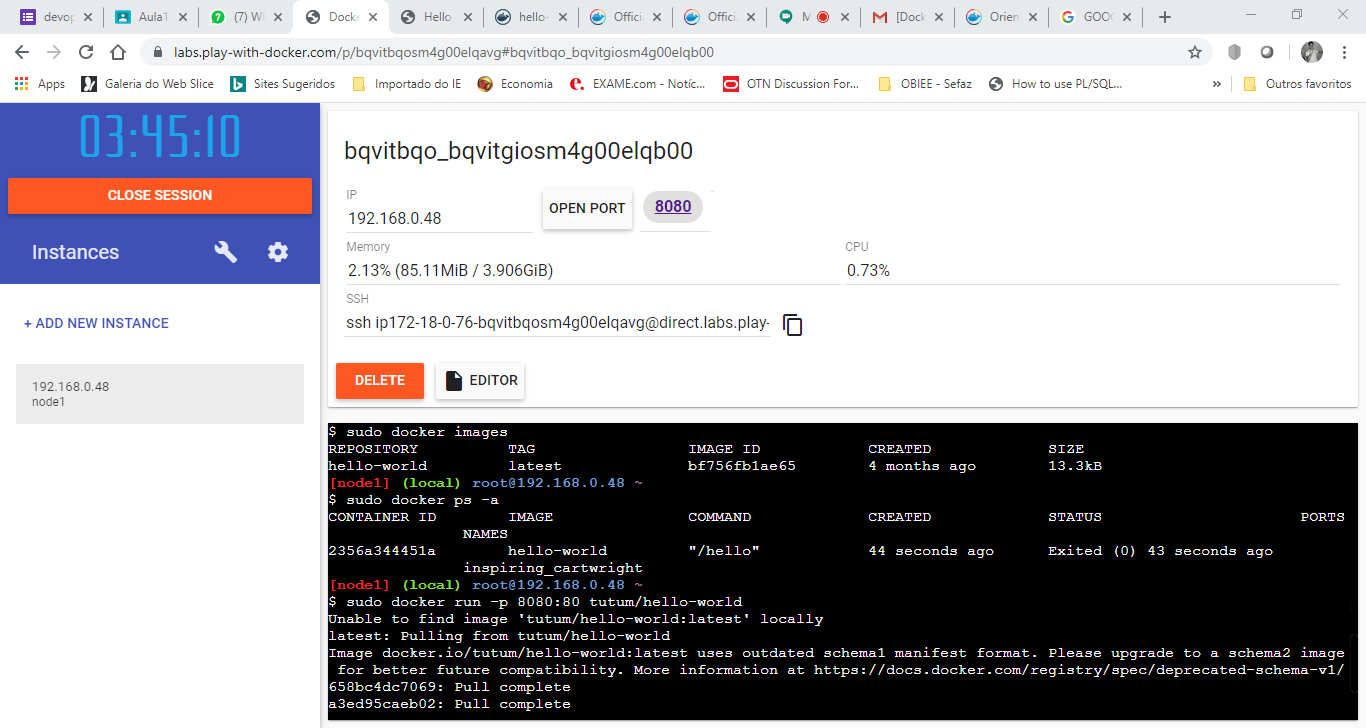 devop
AulaT
(7) W
Docke
Hello
hello-
Officia
Officia
M
[Dock
Orien
GOO
labs.play-with-docker.com/p/bqvitbqosm4g00elqavg#bqvitbqo_bqvitgiosm4g00elqb00
Apps
Galeria do Web Slice
Sites Sugeridos
Importado do IE
Economia
EXAME.com - Notíc...
OTN Discussion For...
OBIEE - Sefaz
How to use PL/SQL...
»
Outros favoritos
03:45:10
CLOSE SESSION
Instances
+ ADD NEW INSTANCE
192.168.0.48
node1
bqvitbqo_bqvitgiosm4g00elqb00
IP
192.168.0.48
OPEN PORT
8080
Memory
2.13% (85.11MiB / 3.906GiB)
CPU
0.73%
SSH
ssh ip172-18-0-76-bqvitbqosm4g00elqavg@direct.labs.play-
DELETE
EDITOR
$ sudo docker images
REPOSITORY TAG IMAGE ID CREATED SIZE
hello-world latest bf756fb1ae65 4 months ago 13.3kB
[node1] (local) root@192.168.0.48 ~
$ sudo docker ps -a
CONTAINER ID IMAGE COMMAND CREATED STATUS PORTS
NAMES
2356a344451a hello-world "/hello" 44 seconds ago Exited (0) 43 seconds ago
inspiring_cartwright
[node1] (local) root@192.168.0.48 ~
$ sudo docker run -p 8080:80 tutum/hello-world
Unable to find image 'tutum/hello-world:latest' locally
latest: Pulling from tutum/hello-world
Image docker.io/tutum/hello-world:latest uses outdated schema1 manifest format. Please upgrade to a schema2 image
for better future compatibility. More information at https://docs.docker.com/registry/spec/deprecated-schema-v1/
658bc4dc7069: Pull complete
a3ed95caeb02: Pull complete